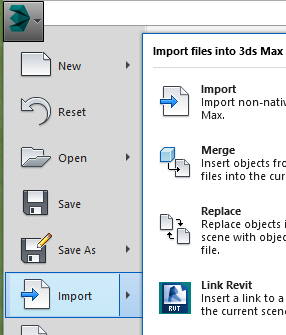 New
Reset
Open
Save
Save As
Import
Import files into 3ds Max
Import
Import non-nativ
Max.
Merge
Insert objects fro
files into the cur
Replace
Replace objects i
scene with objec
file.
RVT
Link Revit
Insert a link to a
the current scen